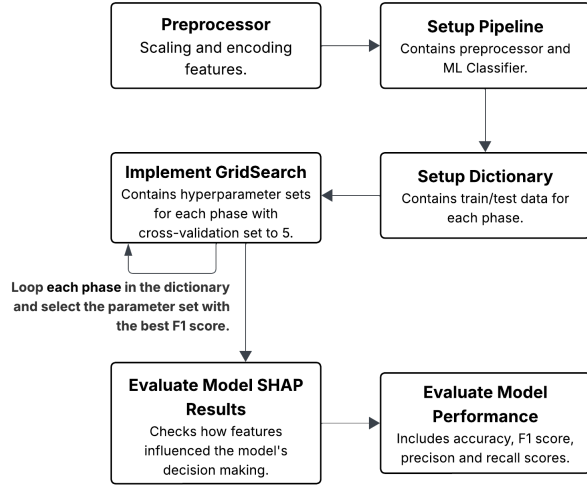 Preprocessor
Scaling and encoding
features.
Setup Pipeline
Contains preprocessor and
ML Classifier.
Implement GridSearch
Contains hyperparameter sets
for each phase with
cross-validation set to 5.
Setup Dictionary
Contains train/test data for
each phase.
Loop each phase in the dictionary
and select the parameter set with
the best F1 score.
Evaluate Model SHAP
Results
Checks how features
influenced the model's
decision making.
Evaluate Model
Performance
Includes accuracy, F1 score,
precison and recall scores.